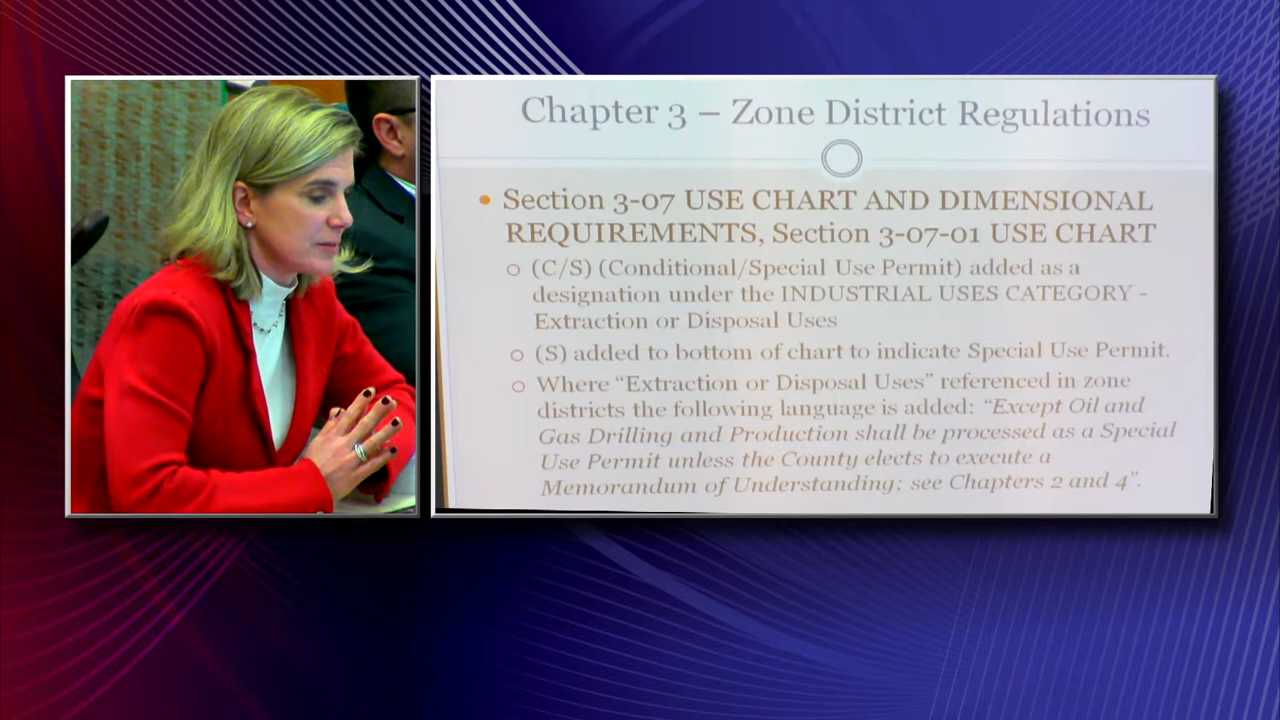 Chapter 3 – Zone District Regulations
• Section 3-07 USE CHART AND DIMENSIONAL
REQUIREMENTS, Section 3-07-01 USE CHART
○ (C/S) (Conditional/Special Use Permit) added as a
designation under the INDUSTRIAL USES CATEGORY -
Extraction or Disposal Uses
○ (S) added to bottom of chart to indicate Special Use Permit.
○ Where “Extraction or Disposal Uses” referenced in zone
districts the following language is added: “Except Oil and
Gas Drilling and Production shall be processed as a Special
Use Permit unless the County elects to execute a
Memorandum of Understanding; see Chapters 2 and 4”.